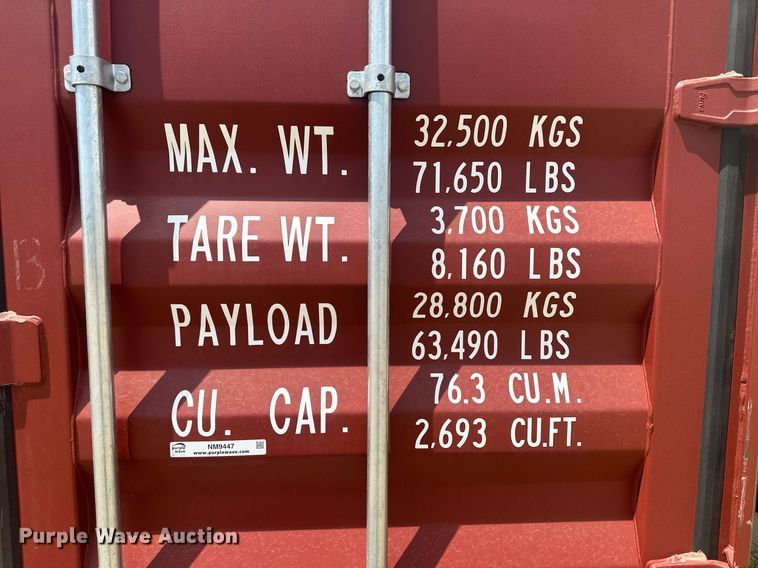 MAX. WT. 32,500 KGS
71,650 LBS
TARE WT. 3,700 KGS
8,160 LBS
PAYLOAD 28,800 KGS
63,490 LBS
CU. CAP. 76.3 CU.M.
2,693 CU.FT.
purple wave NM9447
www.purplewave.com
B
Purple Wave Auction